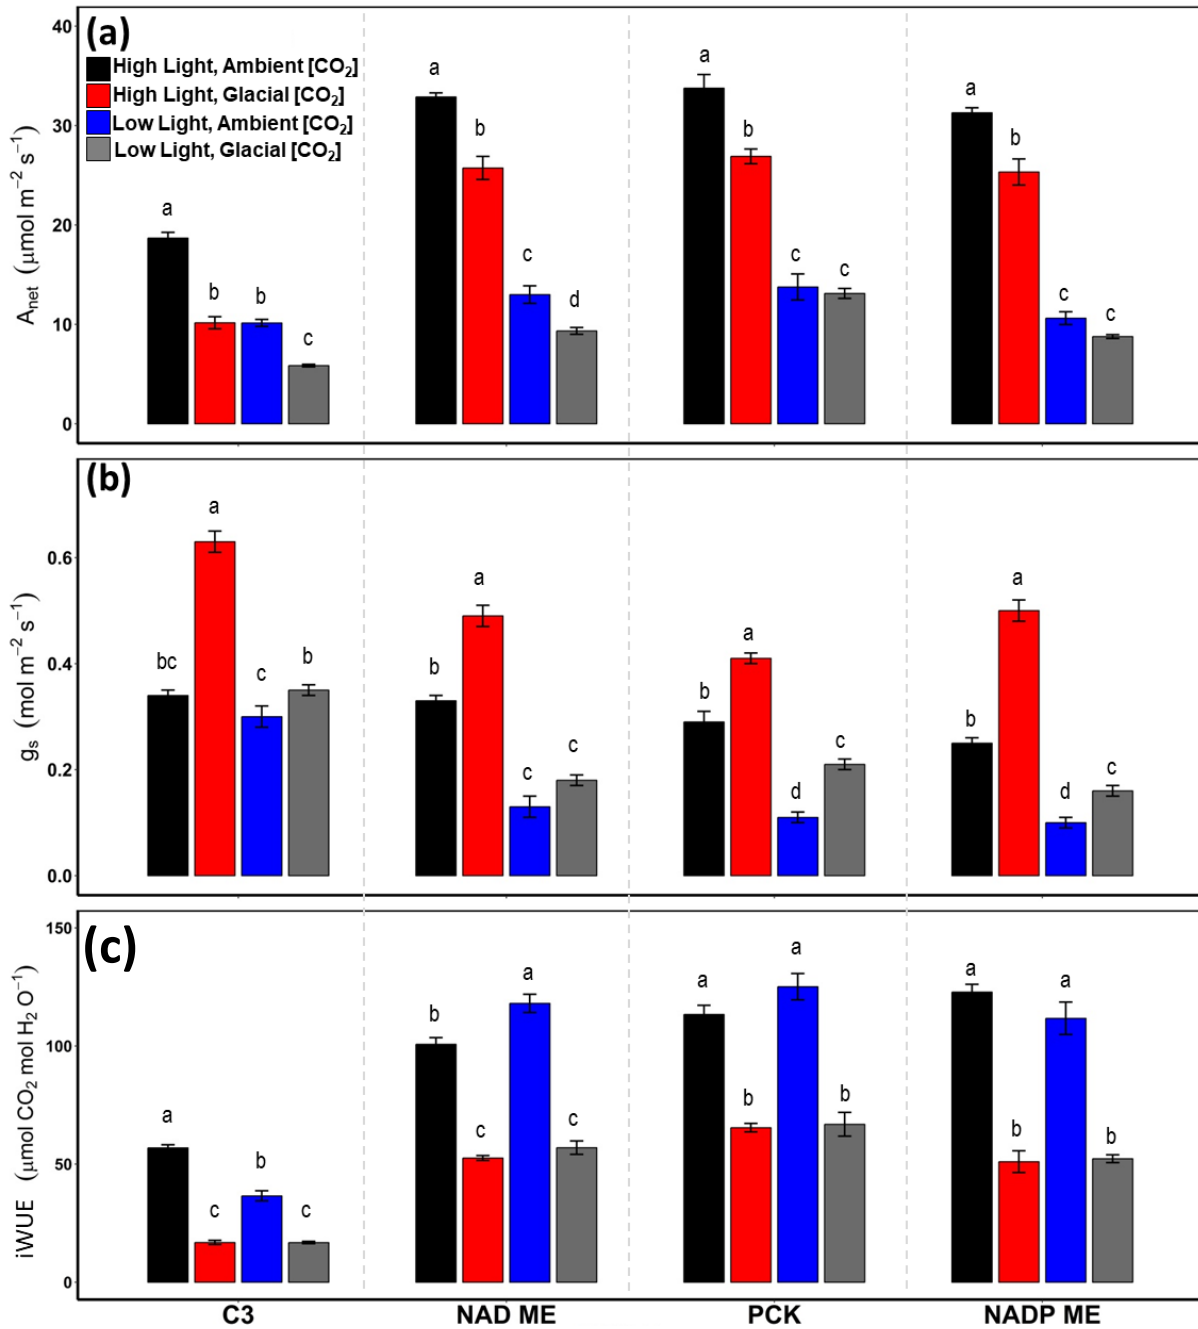 (a)
High Light, Ambient [CO₂]
High Light, Glacial [CO₂]
Low Light, Ambient [CO₂]
Low Light, Glacial [CO₂]
Aₙₑₜ (μmol m⁻² s⁻¹)
40
30
20
10
0
a b b c
a b c d
a b c c
a b c c
(b)
gₛ (mol m⁻² s⁻¹)
0.6
0.4
0.2
0.0
bc a c b
b a c c
b a d c
b a d c
(c)
iWUE (μmol CO₂ mol H₂ O⁻¹)
150
100
50
0
a c b c
b c a c
a b a b
a b a b
C3 NAD ME PCK NADP ME